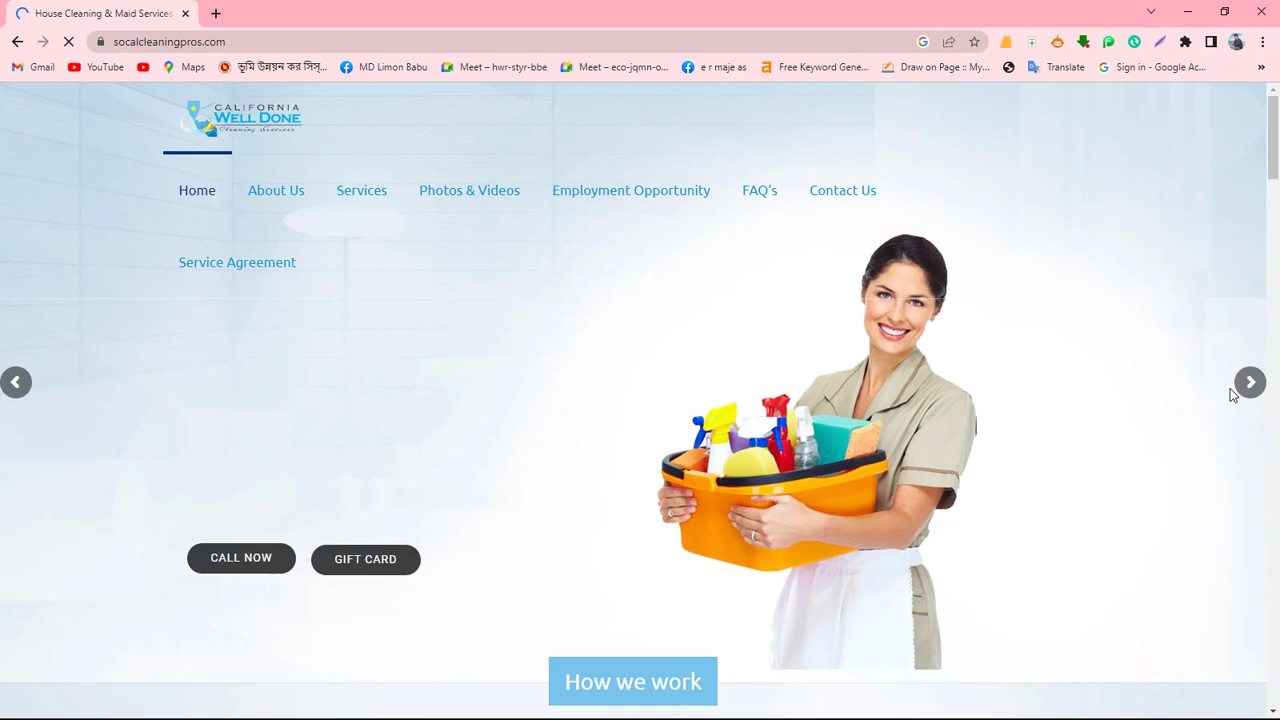 House Cleaning & Maid Services
socalcleaningpros.com
Gmail YouTube Maps ভূমি উন্নয়ন কর সিস্... MD Limon Babu Meet – hwr-styr-bbe Meet – eco-jqmn-o... e r maje as Free Keyword Gene... Draw on Page :: My... Translate Sign in - Google Ac... »
CALIFORNIA
WELL DONE
Cleaning Services
Home About Us Services Photos & Videos Employment Opportunity FAQ's Contact Us
Service Agreement
CALL NOW GIFT CARD
How we work